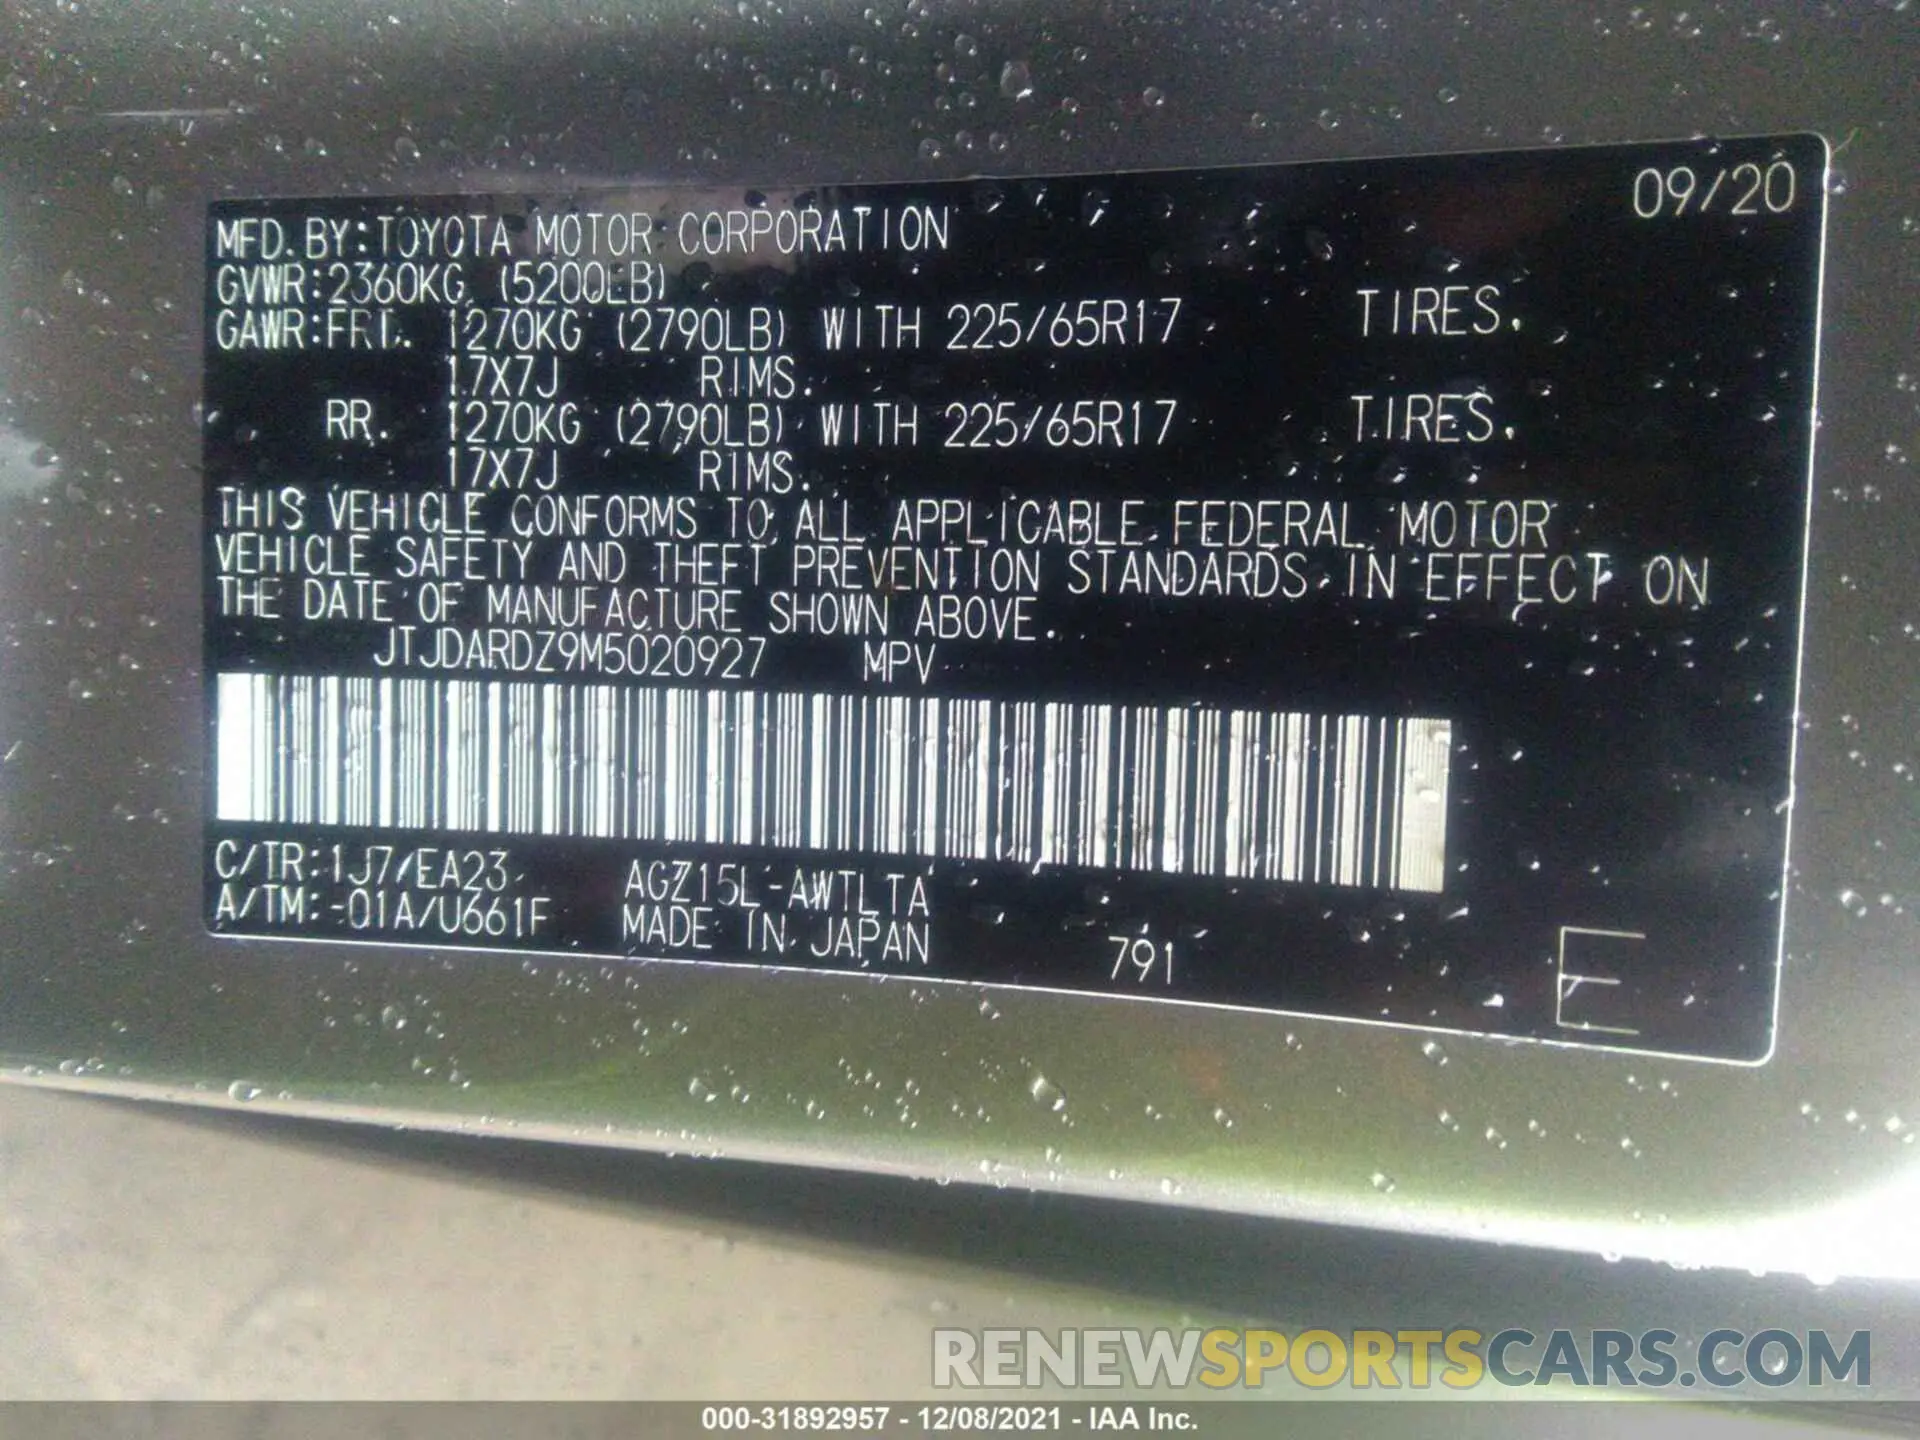 09/20
MFD. BY:TOYOTA MOTOR CORPORATION
GVWR:2360KG (5200LB)
GAWR:FRT. 1270KG (2790LB) WITH 225/65R17 TIRES.
17X7J RIMS.
RR. 1270KG (2790LB) WITH 225/65R17 TIRES.
17X7J RIMS.
THIS VEHICLE CONFORMS TO ALL APPLICABLE FEDERAL MOTOR
VEHICLE SAFETY AND THEFT PREVENTION STANDARDS IN EFFECT ON
THE DATE OF MANUFACTURE SHOWN ABOVE.
JTJDARDZ9M5020927 MPV
C/TR:1J7/EA23 AGZ15L-AWTLTA
A/TM:-01A/U661F MADE IN JAPAN 791
E
RENEWSPORTSCARS.COM
000-31892957 - 12/08/2021 - IAA Inc.